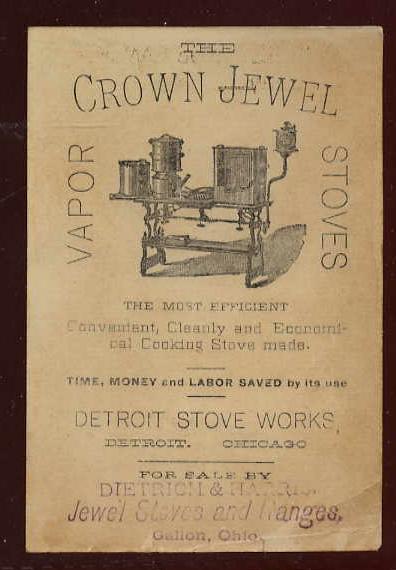 THE
CROWN JEWEL
VAPOR
STOVES
THE MOST EFFICIENT
Convenient, Cleanly and Economi-
cal Cooking Stove made.
TIME, MONEY and LABOR SAVED by its use
DETROIT STOVE WORKS,
DETROIT. CHICAGO
FOR SALE BY
DIETRICH & HARRIS,
Jewel Stoves and Ranges,
Galion, Ohio.